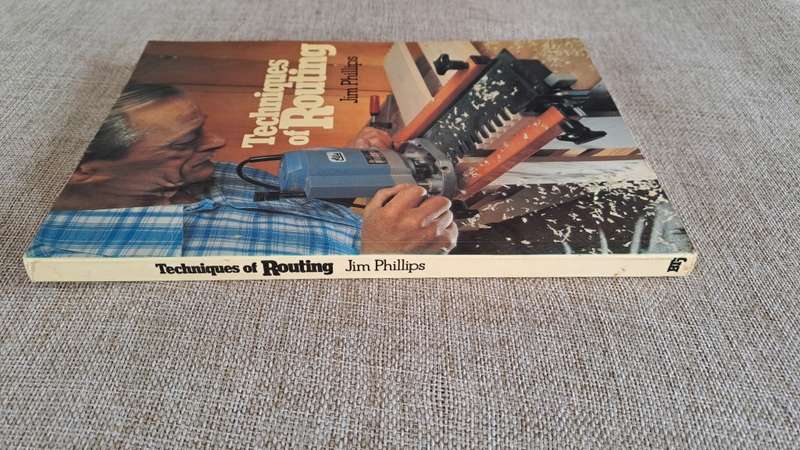 Techniques
of Routing
Jim Phillips
Techniques of Routing Jim Phillips